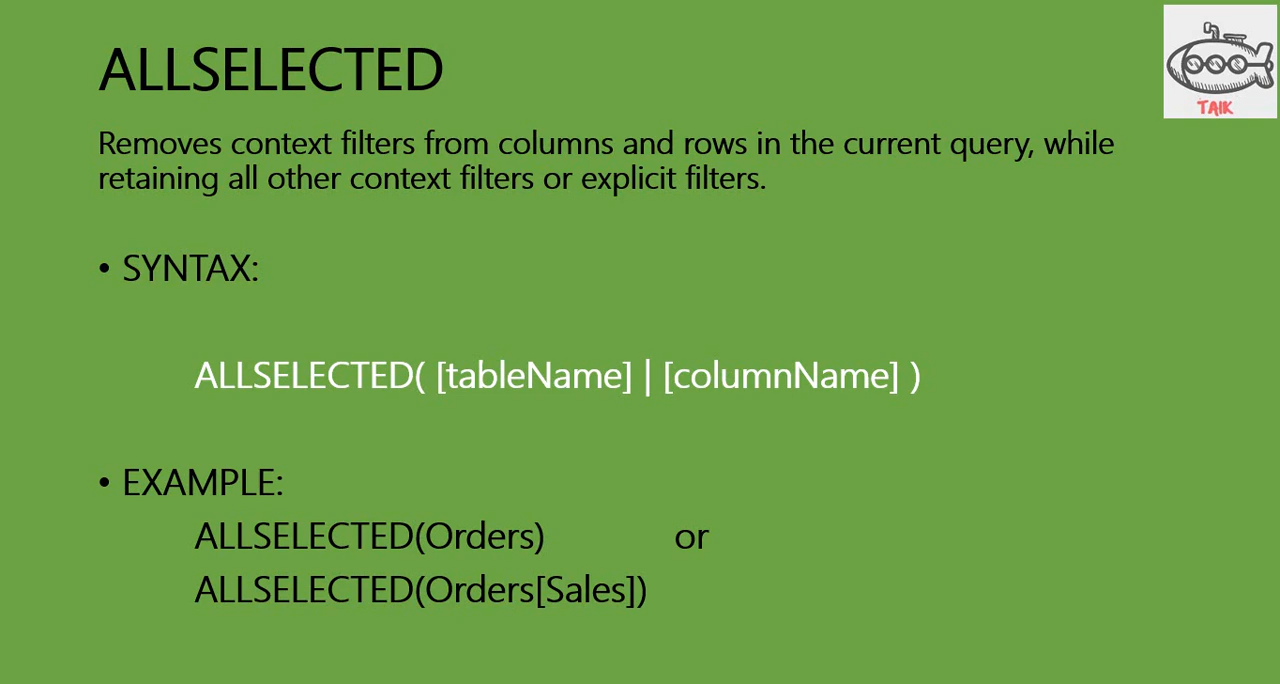 ALLSELECTED
TAIK
Removes context filters from columns and rows in the current query, while
retaining all other context filters or explicit filters.
• SYNTAX:
ALLSELECTED( [tableName] | [columnName] )
• EXAMPLE:
ALLSELECTED(Orders) or
ALLSELECTED(Orders[Sales])